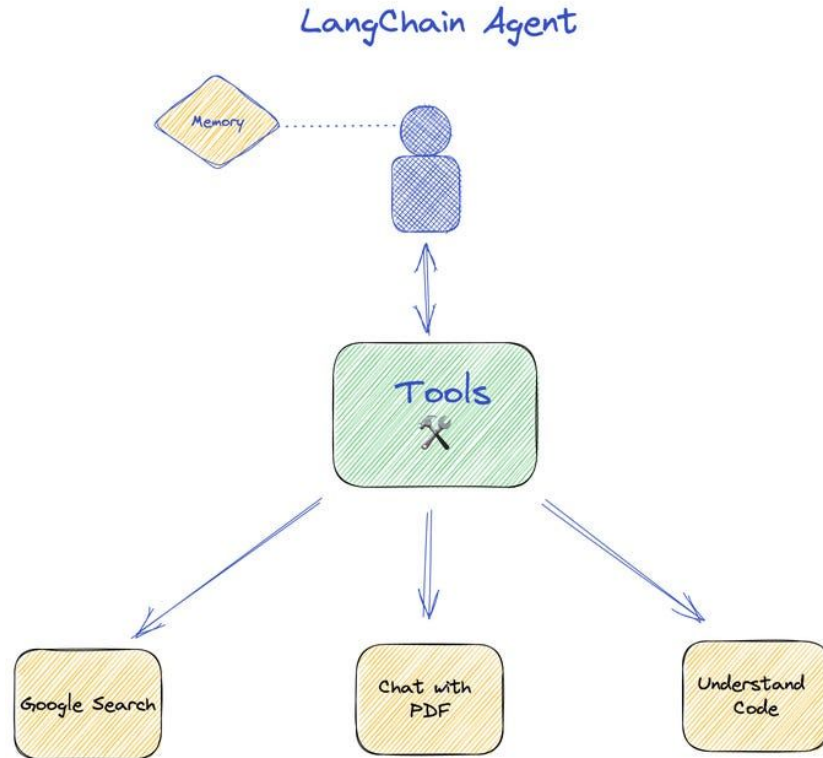 LangChain Agent
Memory
Tools
Google Search
Chat with
PDF
Understand
Code